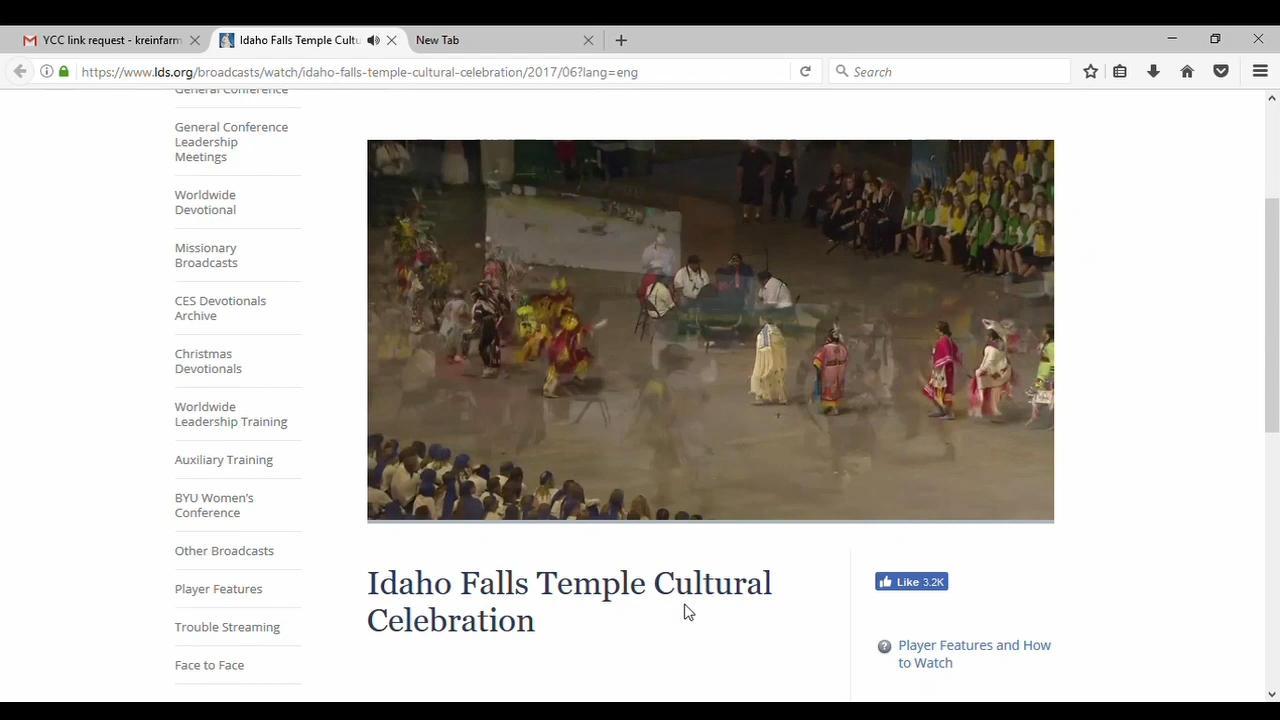 YCC link request - kreinfarm
Idaho Falls Temple Cultu
New Tab
https://www.lds.org/broadcasts/watch/idaho-falls-temple-cultural-celebration/2017/06?lang=eng
Search
General Conference
General Conference
Leadership
Meetings
Worldwide
Devotional
Missionary
Broadcasts
CES Devotionals
Archive
Christmas
Devotionals
Worldwide
Leadership Training
Auxiliary Training
BYU Women's
Conference
Other Broadcasts
Player Features
Trouble Streaming
Face to Face
Idaho Falls Temple Cultural
Celebration
Like 3.2K
Player Features and How
to Watch